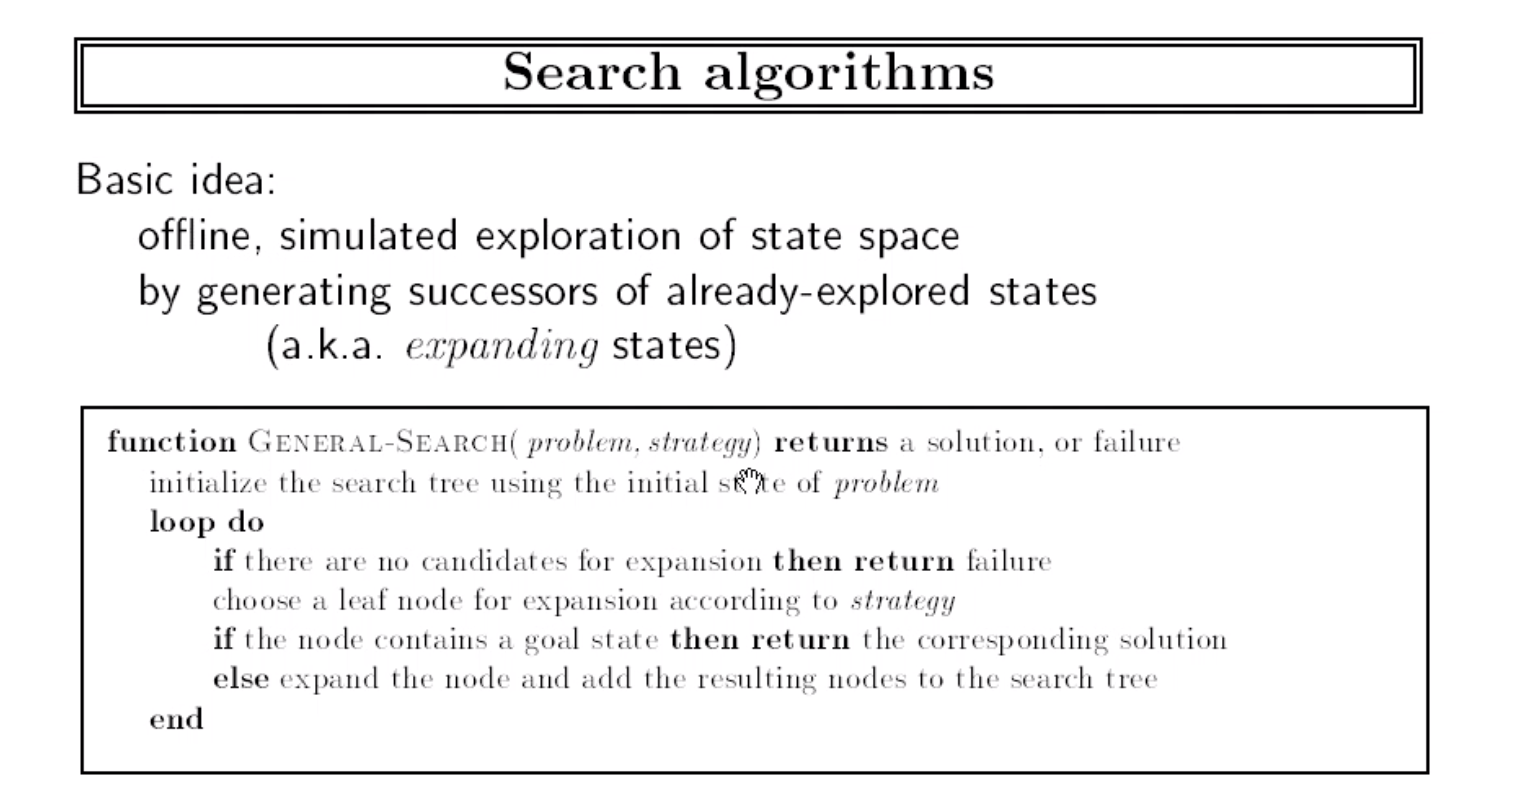 Search algorithms
Basic idea:
offline, simulated exploration of state space
by generating successors of already-explored states
(a.k.a. expanding states)
function GENERAL-SEARCH( problem, strategy) returns a solution, or failure
initialize the search tree using the initial state of problem
loop do
if there are no candidates for expansion then return failure
choose a leaf node for expansion according to strategy
if the node contains a goal state then return the corresponding solution
else expand the node and add the resulting nodes to the search tree
end